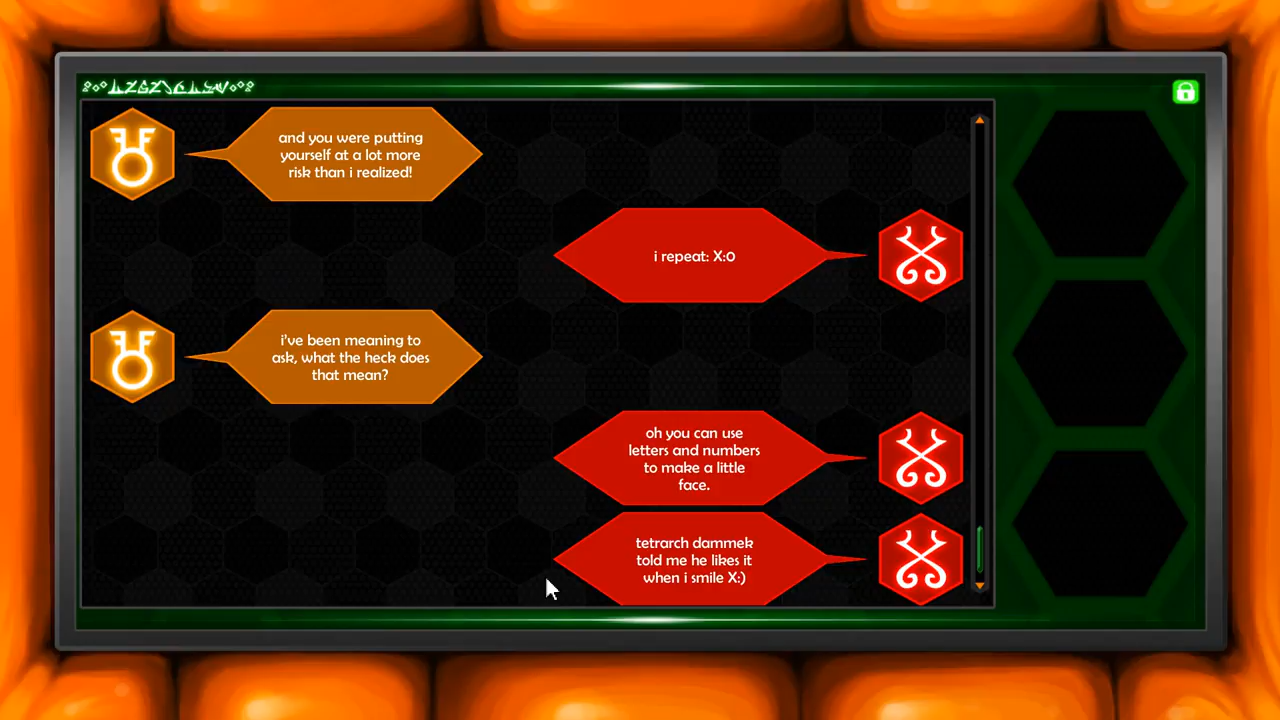 and you were putting
yourself at a lot more
risk than i realized!
i repeat: X:0
i've been meaning to
ask, what the heck does
that mean?
oh you can use
letters and numbers
to make a little
face.
tetrarch dammek
told me he likes it
when i smile X:)